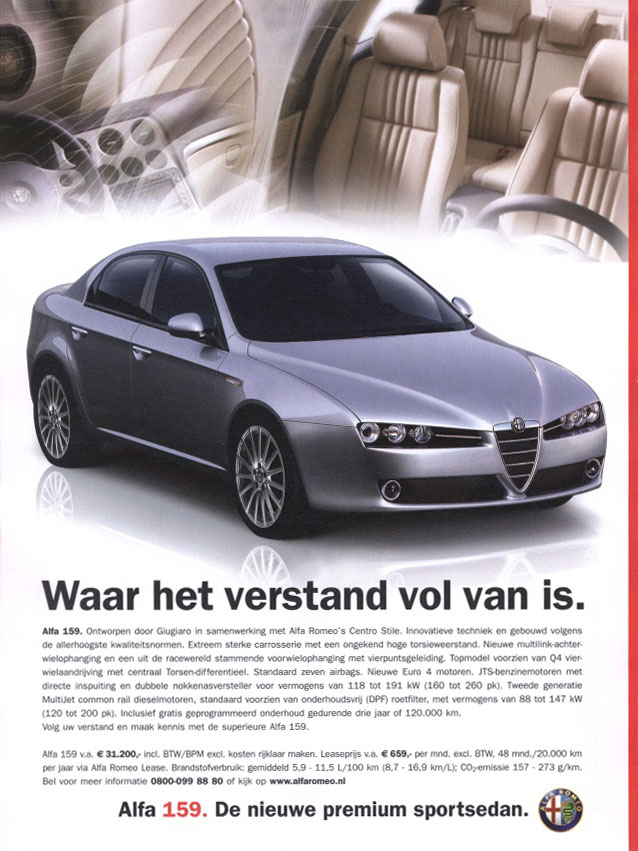 Waar het verstand vol van is.
Alfa 159. Ontworpen door Giugiaro in samenwerking met Alfa Romeo's Centro Stile. Innovatieve techniek en gebouwd volgens
de allerhoogste kwaliteitsnormen. Extreem sterke carrosserie met een ongekend hoge torsieweerstand. Nieuwe multilink-achter-
wielophanging en een uit de racewereld stammende voorwielophanging met vierpuntsgeleiding. Topmodel voorzien van Q4 vier-
wielaandrijving met centraal Torsen-differentieel. Standaard zeven airbags. Nieuwe Euro 4 motoren. JTS-benzinemotoren met
directe inspuiting en dubbele nokkenasversteller voor vermogens van 118 tot 191 kW (160 tot 260 pk). Tweede generatie
MultiJet common rail dieselmotoren, standaard voorzien van onderhoudsvrij (DPF) roetfilter, met vermogens van 88 tot 147 kW
(120 tot 200 pk). Inclusief gratis geprogrammeerd onderhoud gedurende drie jaar of 120.000 km.
Volg uw verstand en maak kennis met de superieure Alfa 159.
Alfa 159 v.a. € 31.200,- incl. BTW/BPM excl. kosten rijklaar maken. Leaseprijs v.a. € 659,- per mnd. excl. BTW, 48 mnd./20.000 km
per jaar via Alfa Romeo Lease. Brandstofverbruik: gemiddeld 5,9 - 11,5 L/100 km (8,7 - 16,9 km/L); CO2-emissie 157 - 273 g/km.
Bel voor meer informatie 0800-099 88 80 of kijk op www.alfaromeo.nl
Alfa 159. De nieuwe premium sportsedan.
ALFA ROMEO